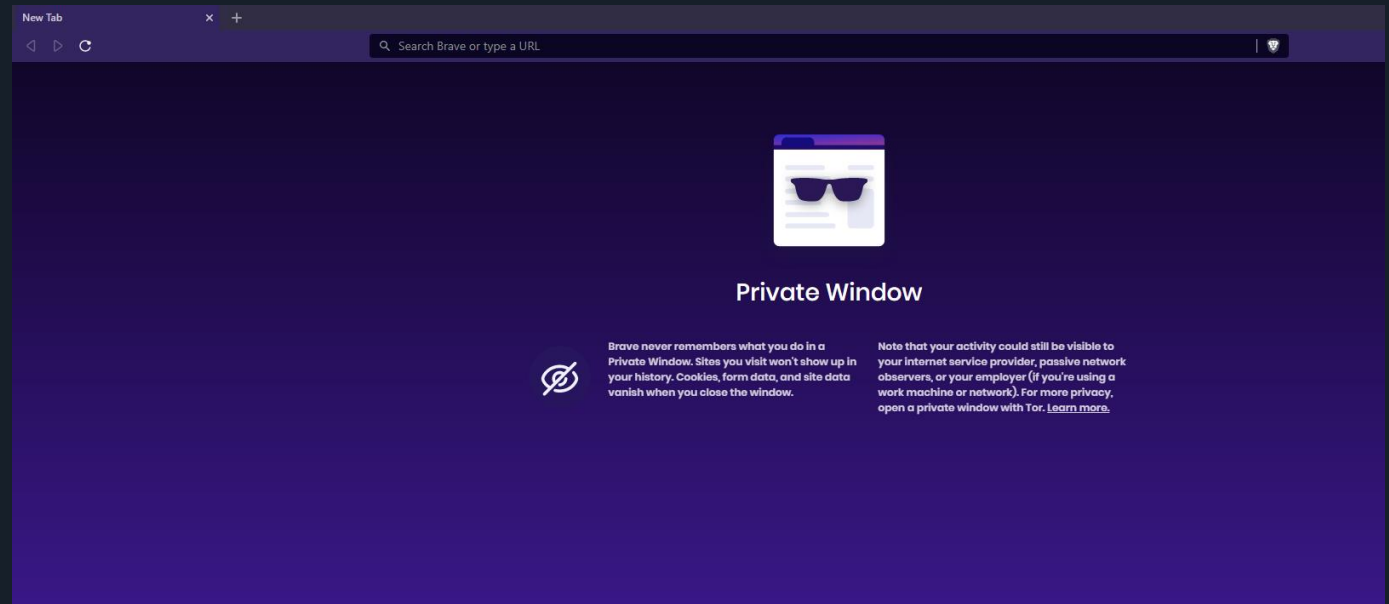 New Tab
Search Brave or type a URL
Private Window
Brave never remembers what you do in a
Private Window. Sites you visit won't show up in
your history. Cookies, form data, and site data
vanish when you close the window.
Note that your activity could still be visible to
your internet service provider, passive network
observers, or your employer (if you're using a
work machine or network). For more privacy,
open a private window with Tor. Learn more.